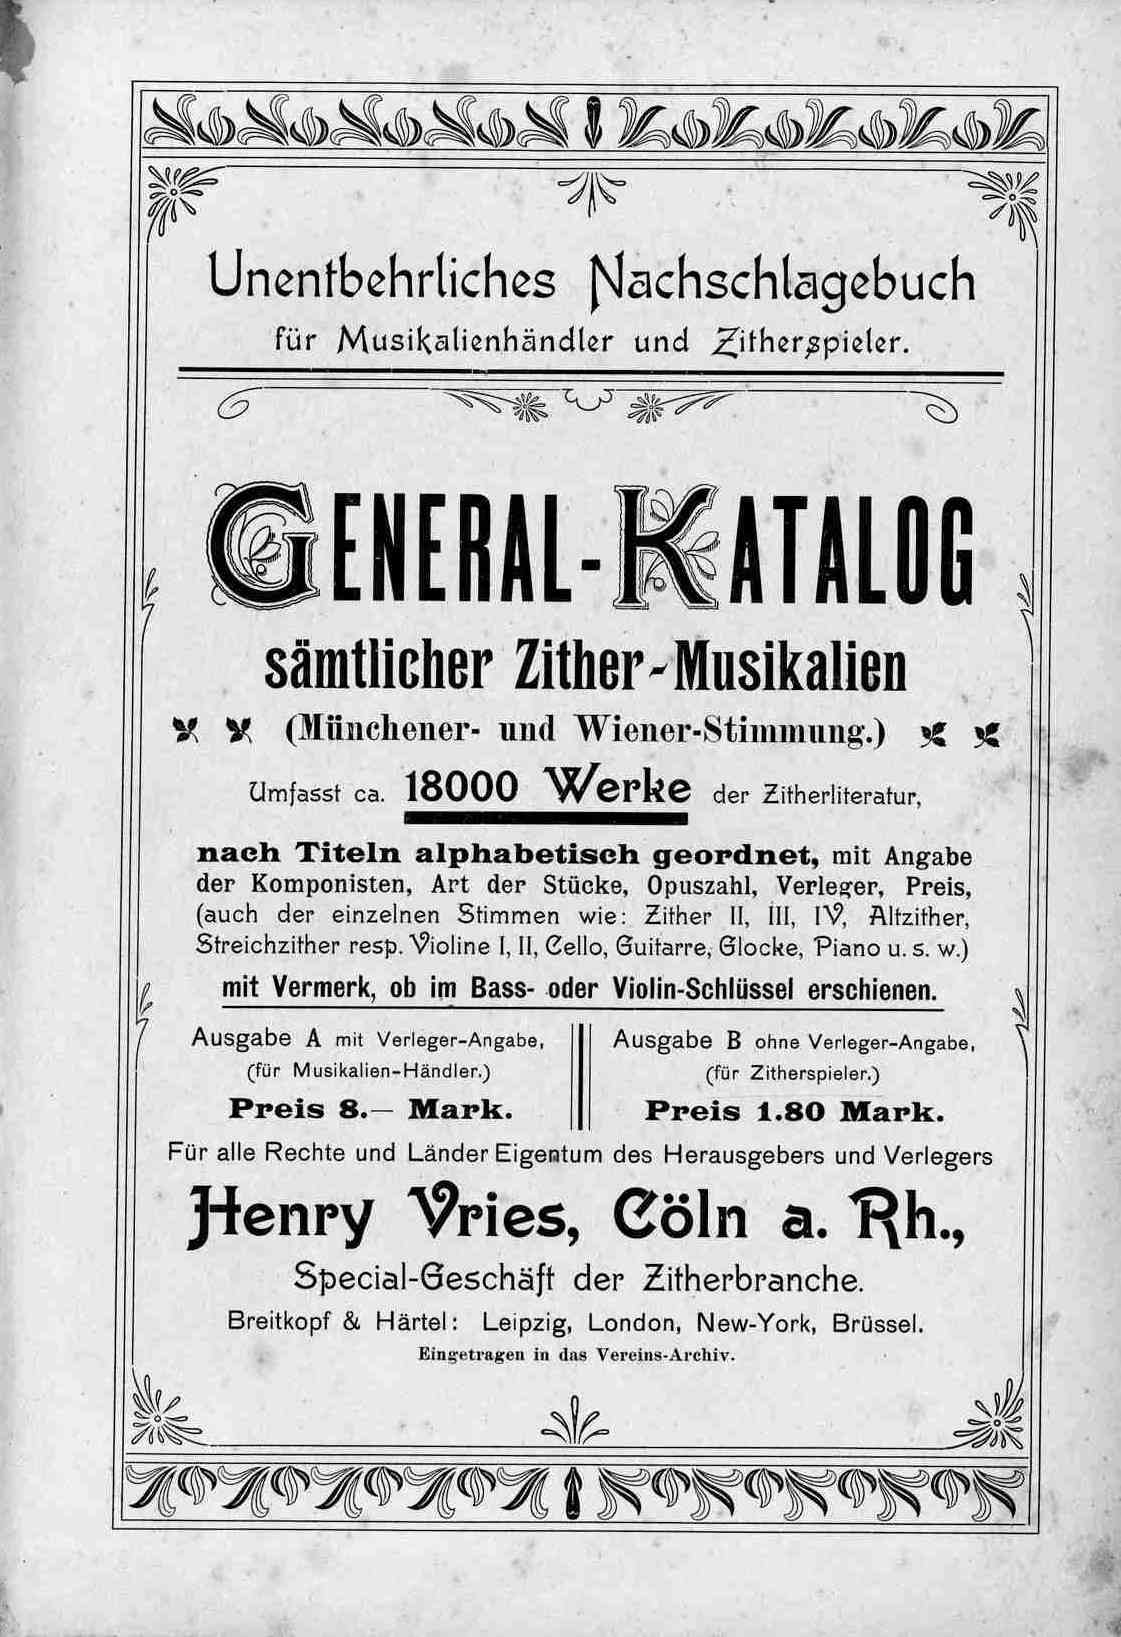 Unentbehrliches Nachschlagebuch
für Musikalienhändler und Zitherspieler.
GENERAL-KATALOG
sämtlicher Zither-Musikalien
(Münchener- und Wiener-Stimmung.)
Umfasst ca. 18000 Werke der Zitherliteratur,
nach Titeln alphabetisch geordnet, mit Angabe
der Komponisten, Art der Stücke, Opuszahl, Verleger, Preis,
(auch der einzelnen Stimmen wie: Zither II, III, IV, Altzither,
Streichzither resp. Violine I, II, Cello, Guitarre, Glocke, Piano u. s. w.)
mit Vermerk, ob im Bass- oder Violin-Schlüssel erschienen.
Ausgabe A mit Verleger-Angabe,
(für Musikalien-Händler.)
Preis 8.— Mark.
Ausgabe B ohne Verleger-Angabe,
(für Zitherspieler.)
Preis 1.80 Mark.
Für alle Rechte und Länder Eigentum des Herausgebers und Verlegers
Henry Vries, Cöln a. Rh.,
Special-Geschäft der Zitherbranche.
Breitkopf & Härtel: Leipzig, London, New-York, Brüssel.
Eingetragen in das Vereins-Archiv.